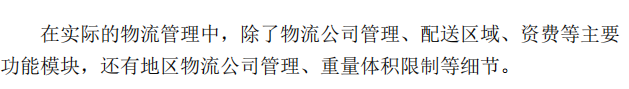 在实际的物流管理中，除了物流公司管理、配送区域、资费等主要
功能模块，还有地区物流公司管理、重量体积限制等细节。